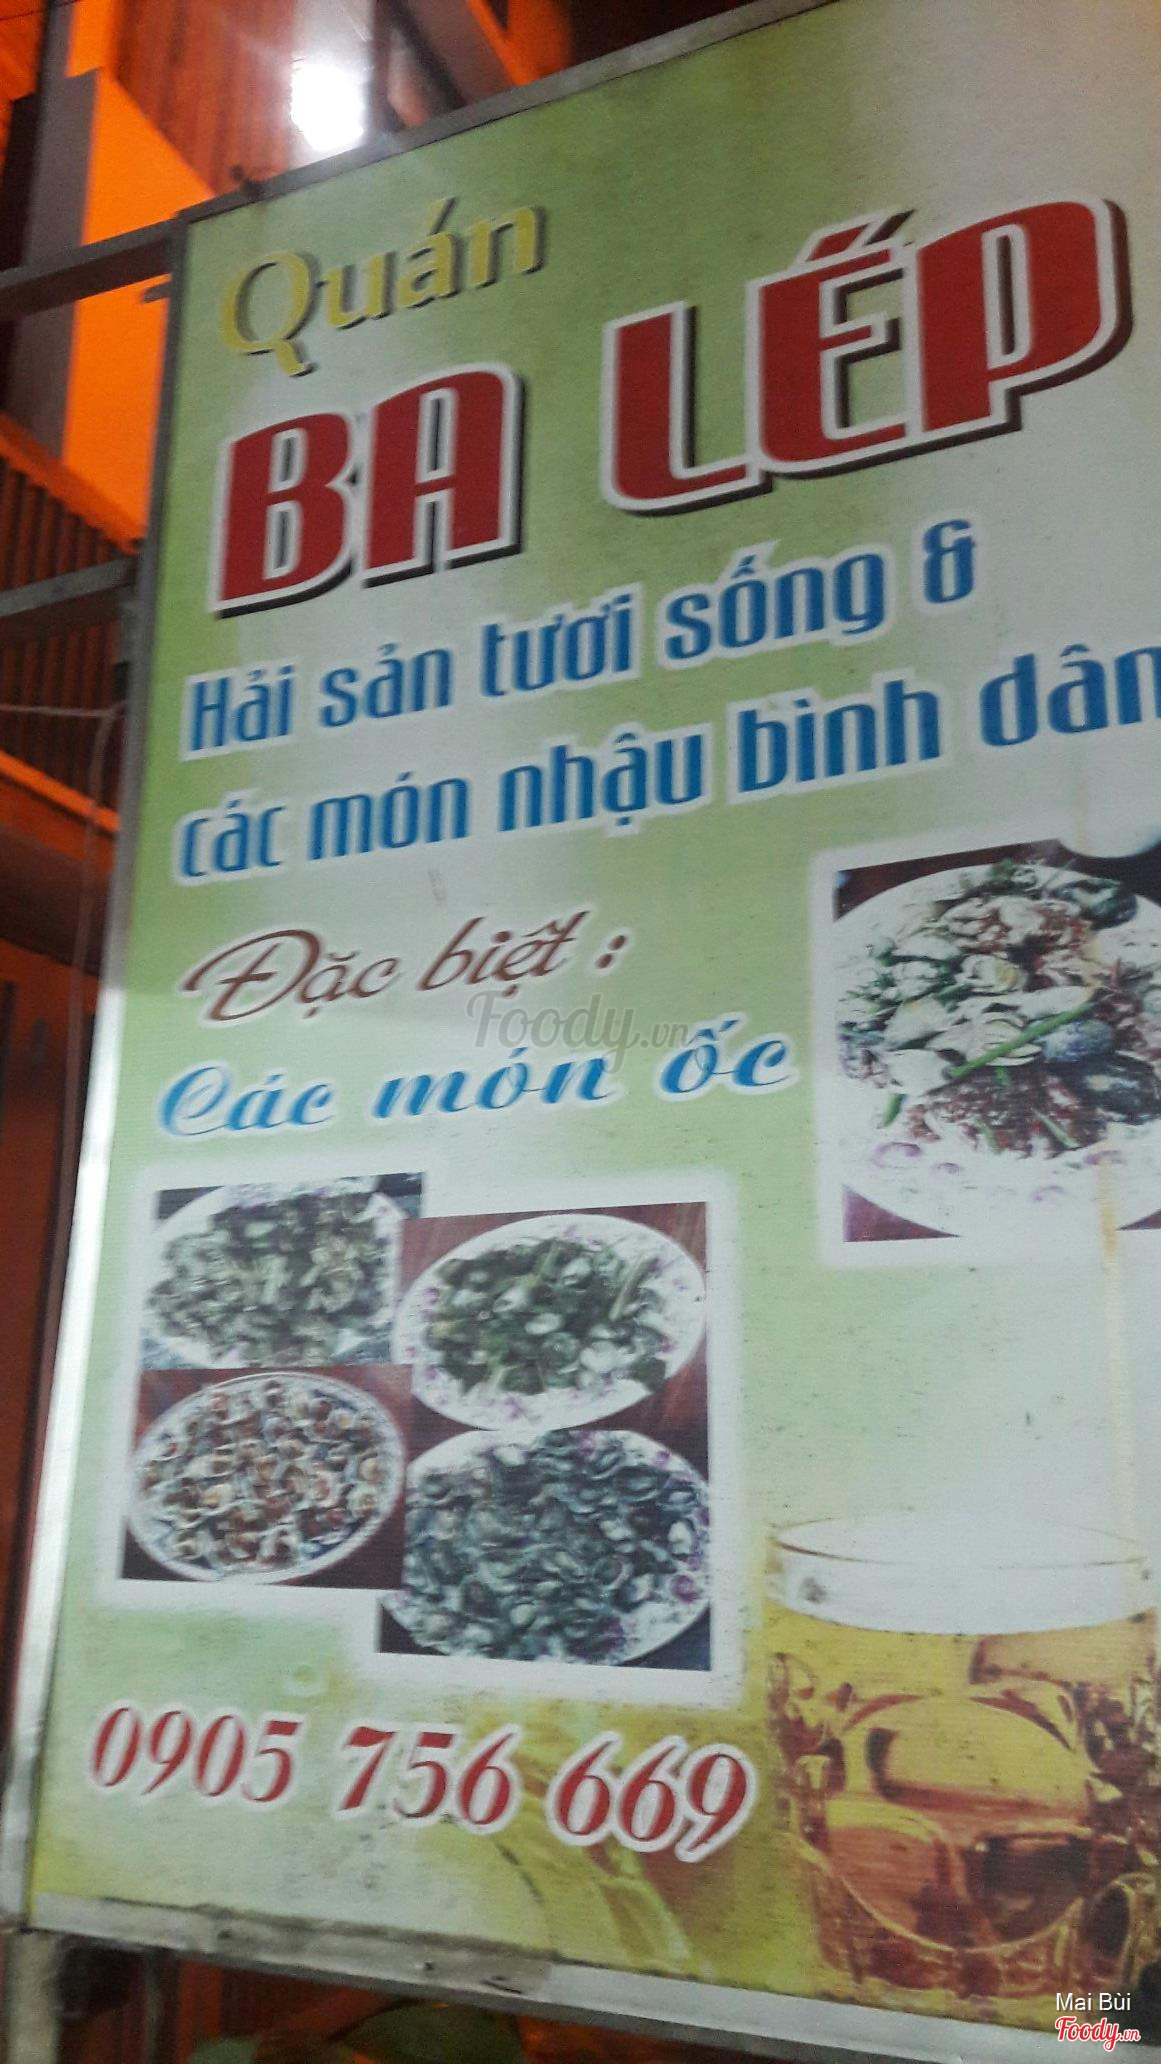 Quán
BA LÉP
Hải sản tươi sống &
các món nhậu bình dân
Đặc biệt :
Foody.vn
Các món ốc
0905 756 669
Mai Bùi
Foody.vn